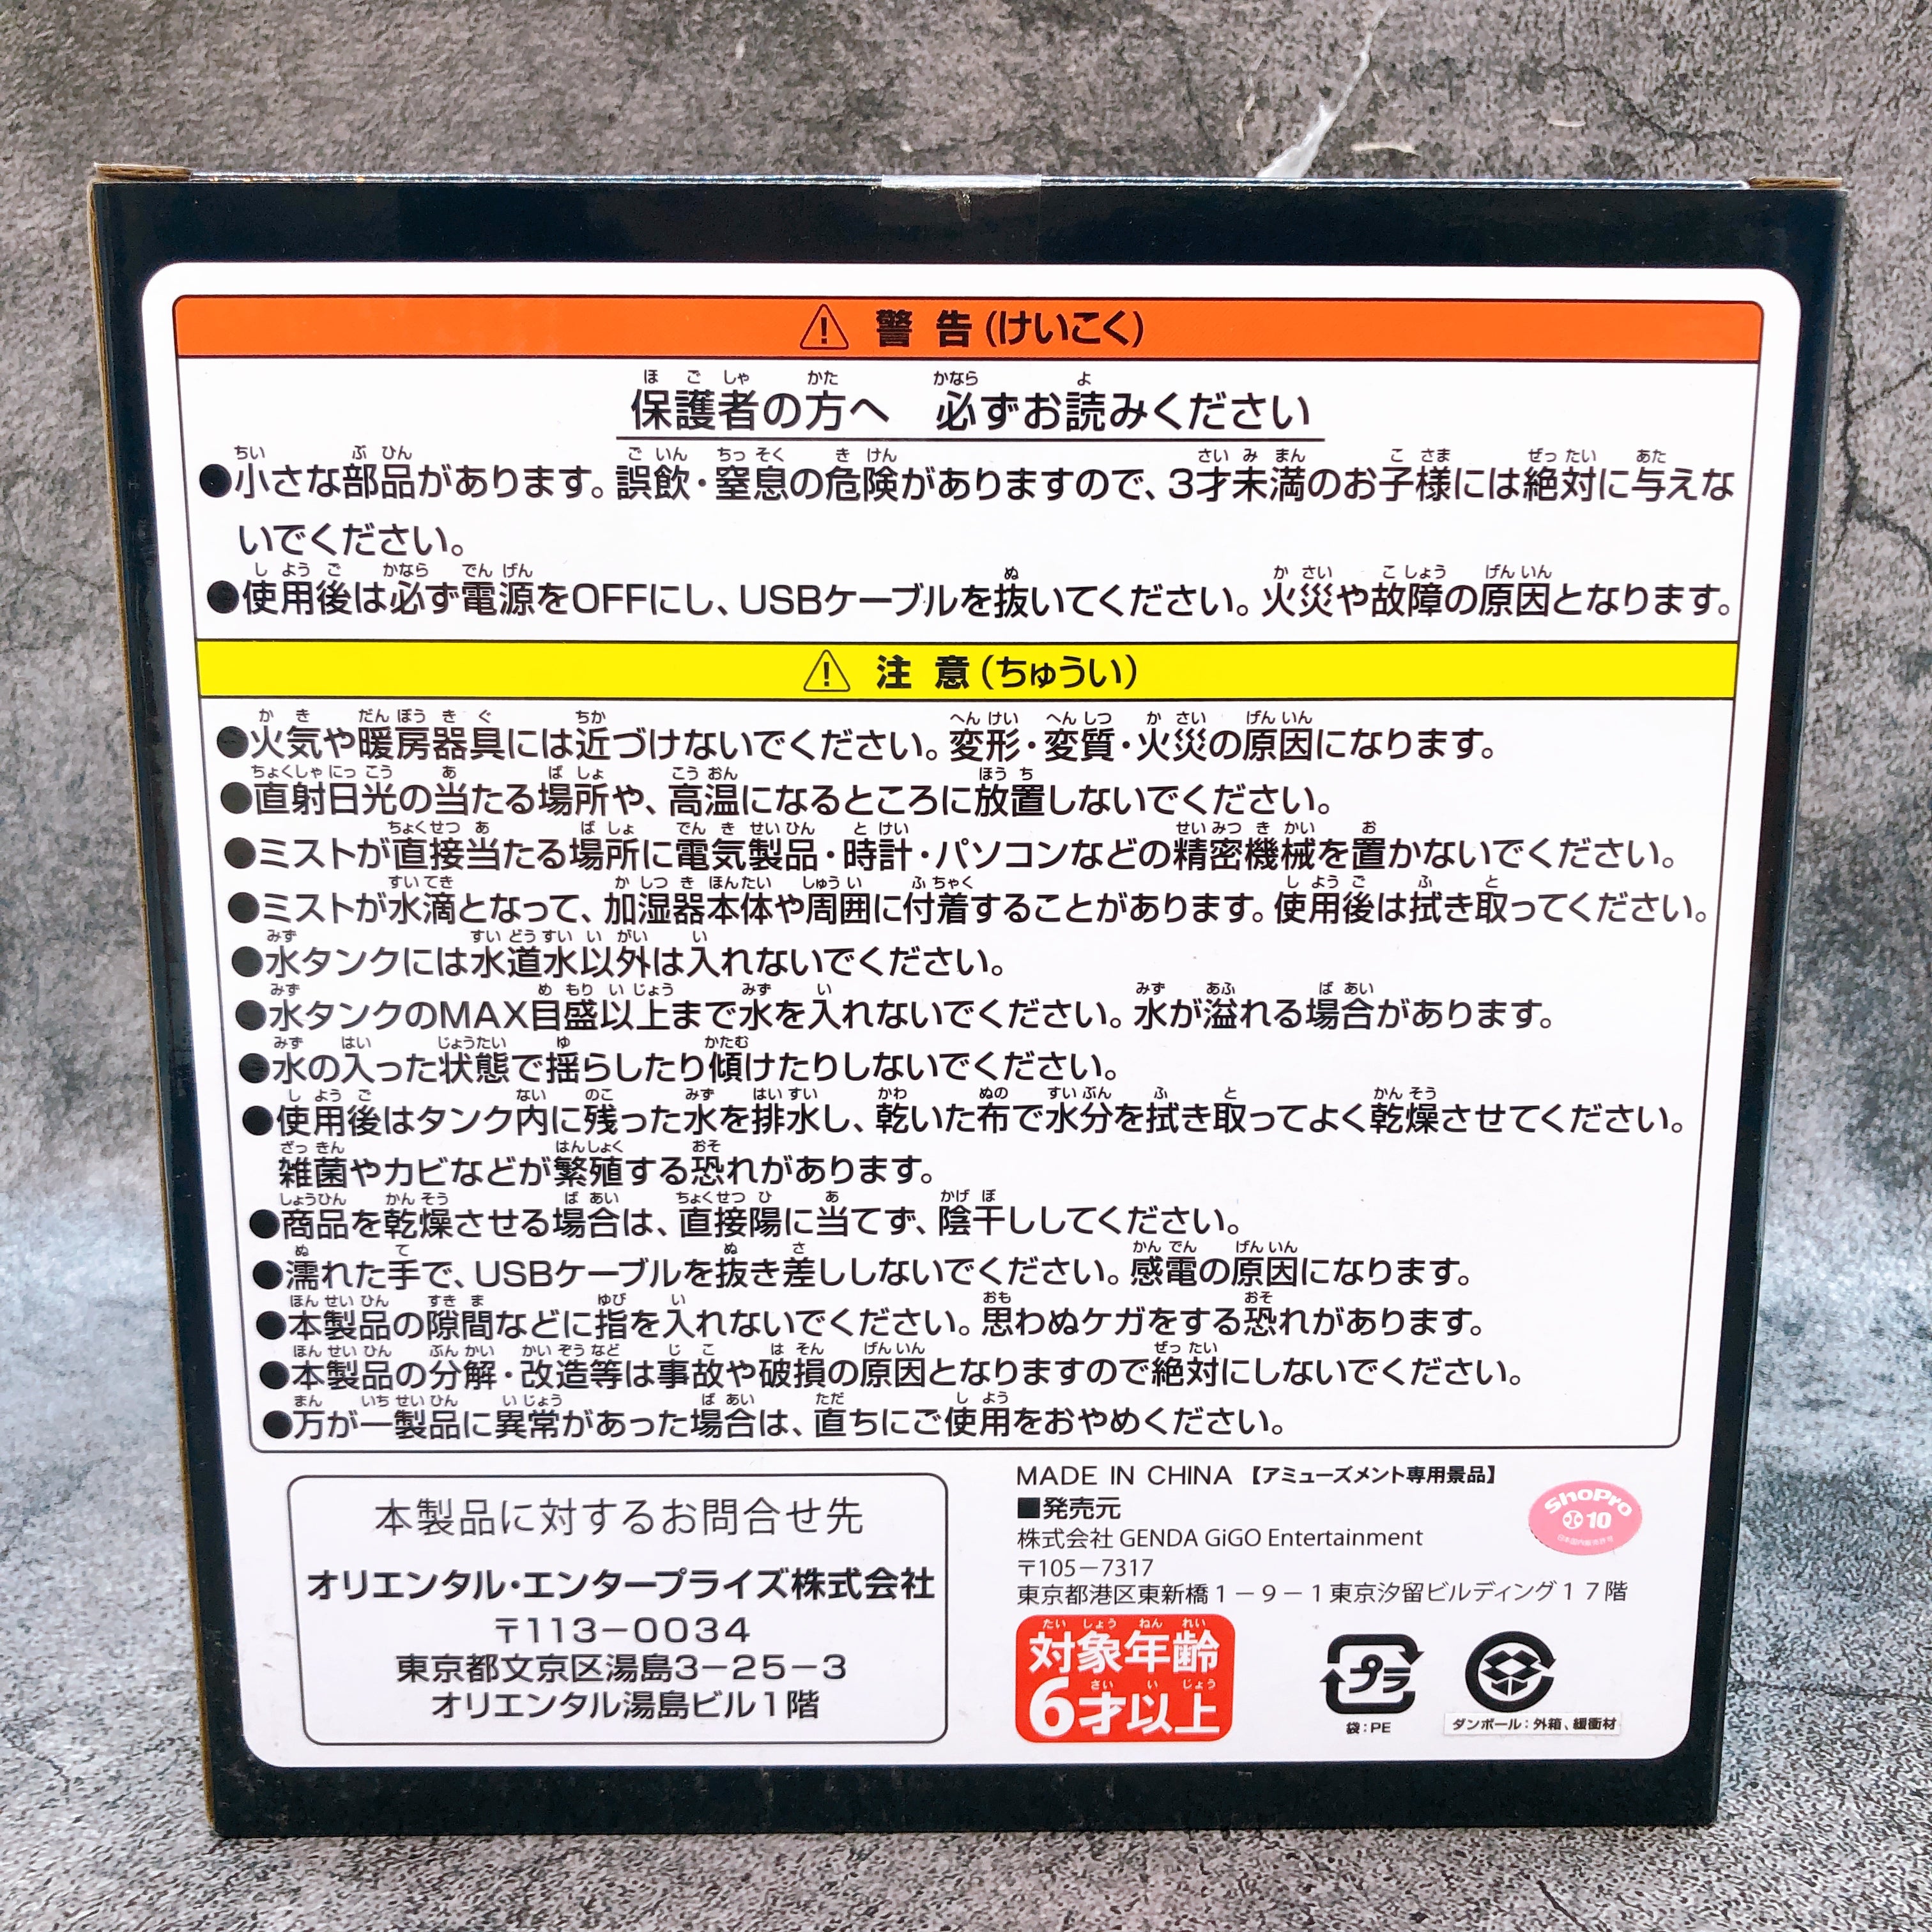 ⚠ 警告(けいこく)
保護者の方へ 必ずお読みください
●小さな部品があります。誤飲・窒息の危険がありますので、3才未満のお子様には絶対に与えな
いでください。
●使用後は必ず電源をOFFにし、USBケーブルを抜いてください。火災や故障の原因となります。
⚠ 注意(ちゅうい)
●火気や暖房器具には近づけないでください。変形・変質・火災の原因になります。
●直射日光の当たる場所や、高温になるところに放置しないでください。
●ミストが直接当たる場所に電気製品・時計・パソコンなどの精密機械を置かないでください。
●ミストが水滴となって、加湿器本体や周囲に付着することがあります。使用後は拭き取ってください。
●水タンクには水道水以外は入れないでください。
●水タンクのMAX目盛以上まで水を入れないでください。水が溢れる場合があります。
●水の入った状態で揺らしたり傾けたりしないでください。
●使用後はタンク内に残った水を排水し、乾いた布で水分を拭き取ってよく乾燥させてください。
雑菌やカビなどが繁殖する恐れがあります。
●商品を乾燥させる場合は、直接陽に当てず、陰干ししてください。
●濡れた手で、USBケーブルを抜き差ししないでください。感電の原因になります。
●本製品の隙間などに指を入れないでください。思わぬケガをする恐れがあります。
●本製品の分解・改造等は事故や破損の原因となりますので絶対にしないでください。
●万が一製品に異常があった場合は、直ちにご使用をおやめください。
本製品に対するお問合せ先
オリエンタル・エンタープライズ株式会社
〒113-0034
東京都文京区湯島3-25-3
オリエンタル湯島ビル1階
MADE IN CHINA 【アミューズメント専用景品】
■発売元
株式会社 GENDA GiGO Entertainment
〒105-7317
東京都港区東新橋1-9-1東京汐留ビルディング17階
ShoPro
10
日本国内販売許可
対象年齢
6才以上
プラ
袋:PE
ダンボール:外箱、緩衝材